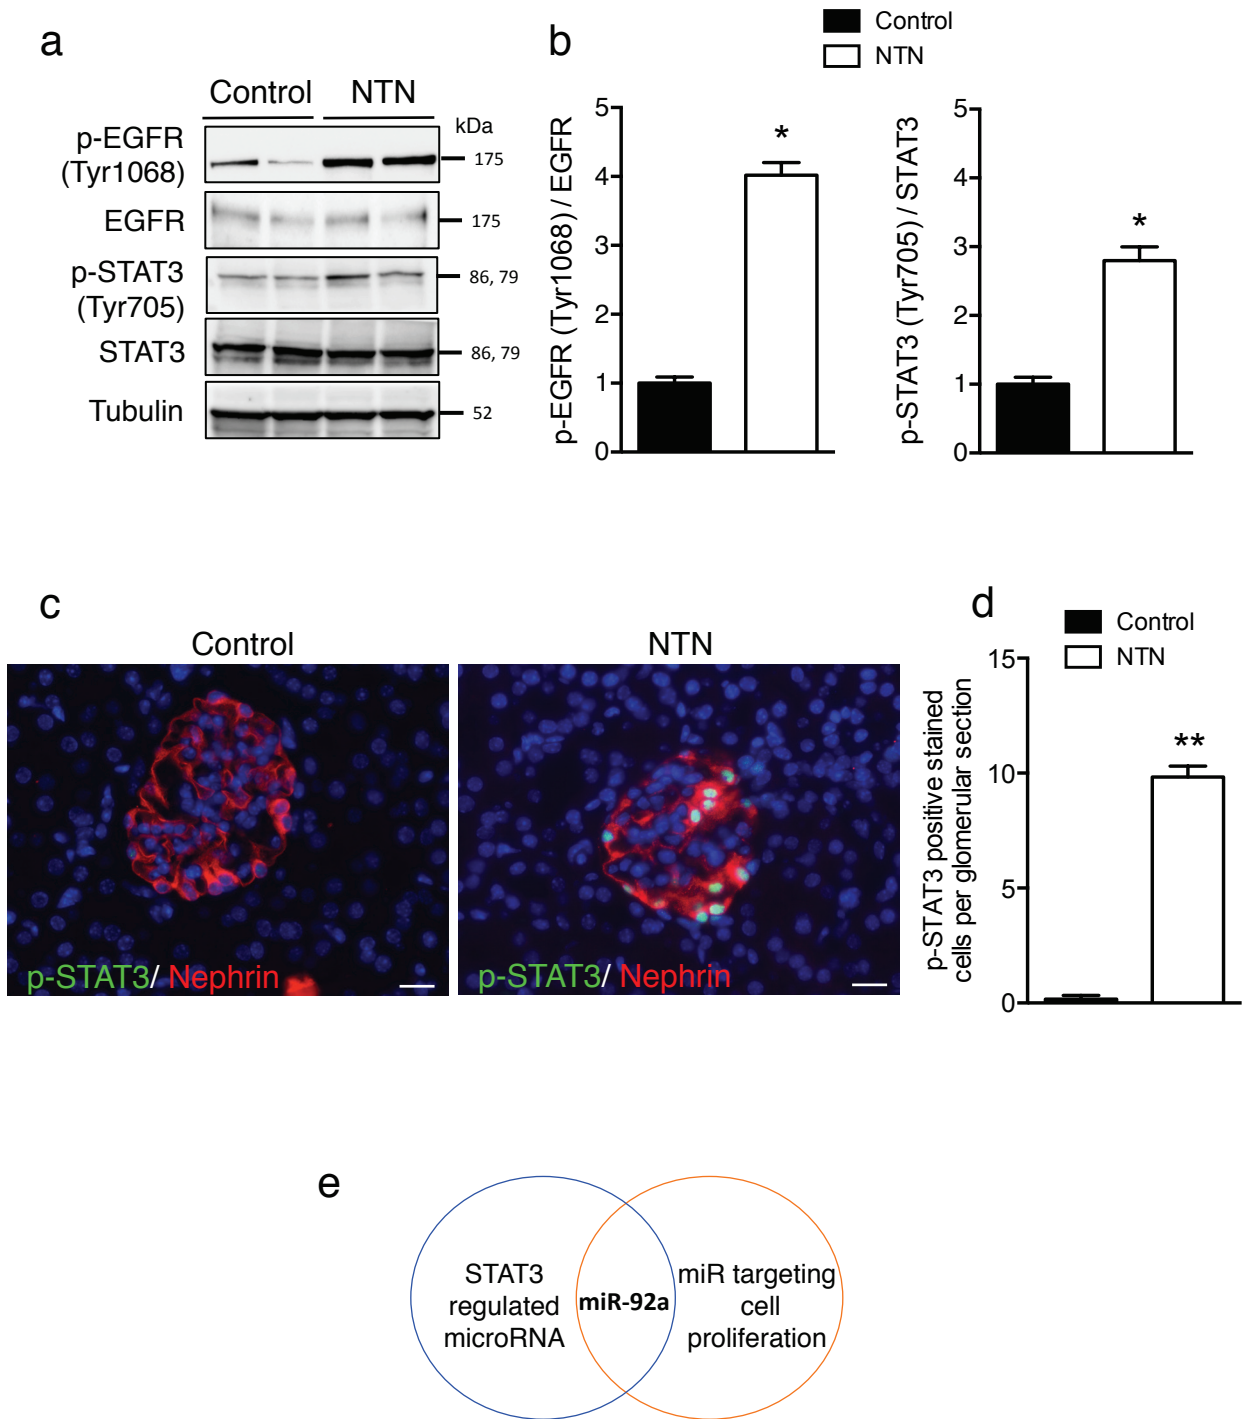 a
Control NTN
kDa
p-EGFR
(Tyr1068)
175
EGFR
175
p-STAT3
(Tyr705)
86, 79
STAT3
86, 79
Tubulin
52
b
Control
NTN
p-EGFR (Tyr1068) / EGFR
5
4
3
2
1
0
*
p-STAT3 (Tyr705) / STAT3
5
4
3
2
1
0
*
c
Control
NTN
p-STAT3/ Nephrin
p-STAT3/ Nephrin
d
Control
NTN
p-STAT3 positive stained
cells per glomerular section
15
10
5
0
**
e
STAT3
regulated
microRNA
miR-92a
miR targeting
cell
proliferation